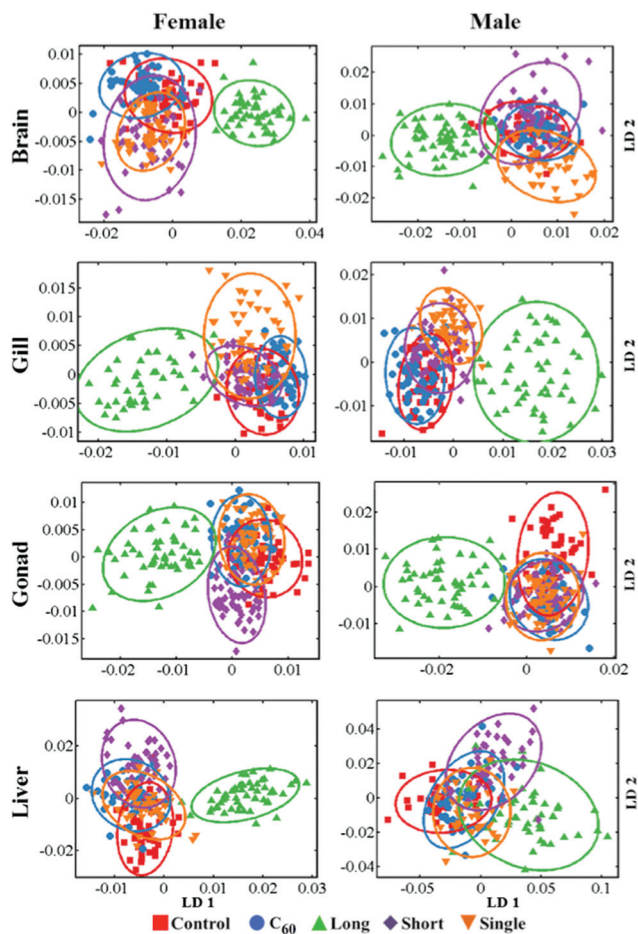 Female Male
Brain
0.01
0.005
0
-0.005
-0.01
-0.015
-0.02 0 0.02 0.04
0.02
0.01
0
-0.01
-0.02
-0.02 -0.01 0 0.01 0.02
LD 2
Gill
0.015
0.01
0.005
0
-0.005
-0.01
-0.02 -0.01 0 0.01
0.02
0.01
0
-0.01
-0.01 0 0.01 0.02 0.03
LD 2
Gonad
0.01
0.005
0
-0.005
-0.01
-0.015
-0.02 -0.01 0 0.01
0.02
0.01
0
-0.01
-0.02 0 0.02
LD 2
Liver
0.02
0
-0.02
-0.01 0 0.01 0.02 0.03
LD 1
0.04
0.02
0
-0.02
-0.04
-0.05 0 0.05 0.1
LD 1
LD 2
Control C60 Long Short Single